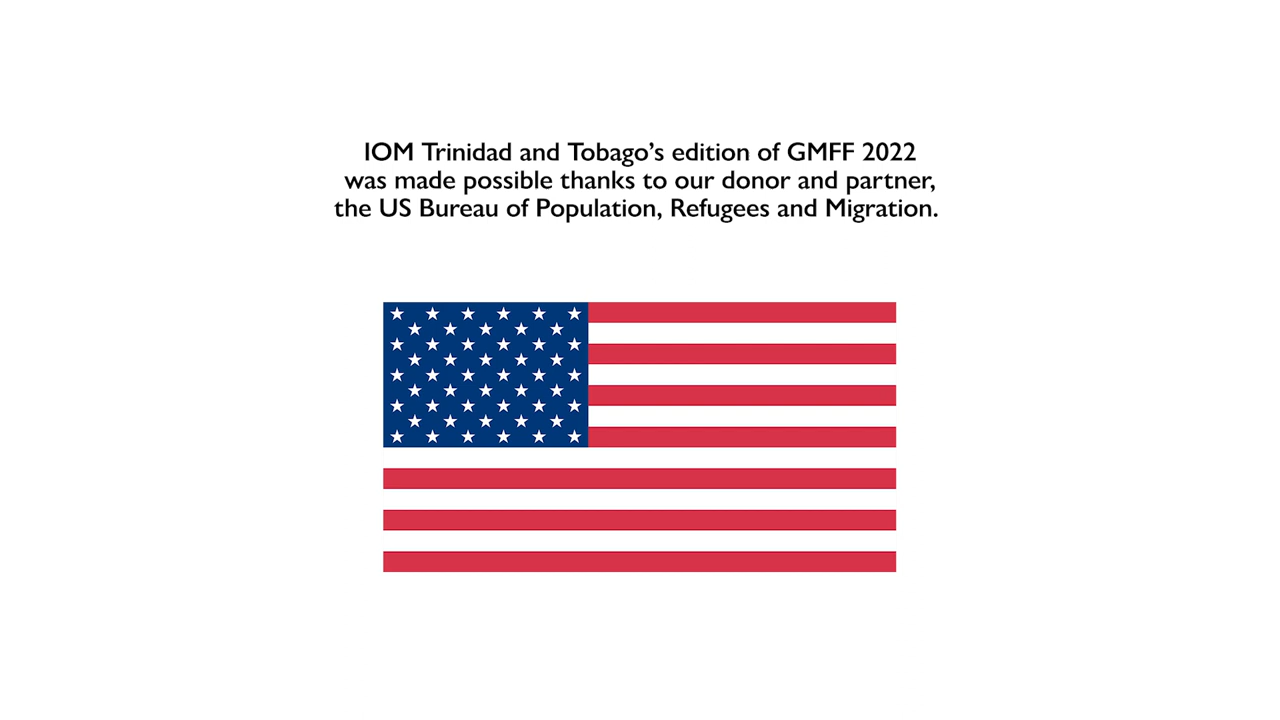 IOM Trinidad and Tobago’s edition of GMFF 2022
was made possible thanks to our donor and partner,
the US Bureau of Population, Refugees and Migration.